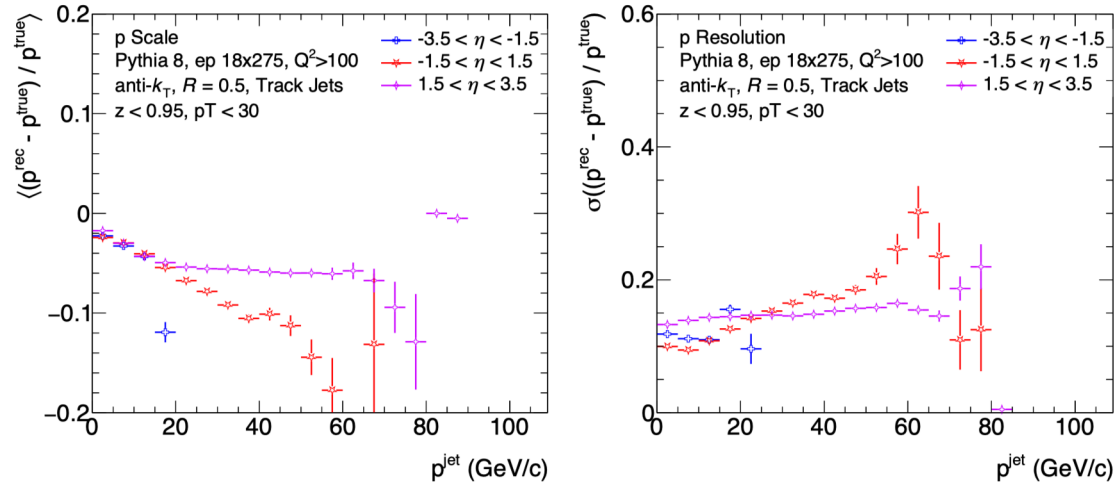 ⟨(p^rec - p^true) / p^true⟩
0.2
0.1
0
−0.1
−0.2
p Scale
Pythia 8, ep 18x275, Q²>100
anti-k_T, R = 0.5, Track Jets
z < 0.95, pT < 30
-3.5 < η < -1.5
-1.5 < η < 1.5
1.5 < η < 3.5
0 20 40 60 80 100
p^jet (GeV/c)
σ((p^rec - p^true) / p^true)
0.6
0.4
0.2
0
p Resolution
Pythia 8, ep 18x275, Q²>100
anti-k_T, R = 0.5, Track Jets
z < 0.95, pT < 30
-3.5 < η < -1.5
-1.5 < η < 1.5
1.5 < η < 3.5
0 20 40 60 80 100
p^jet (GeV/c)